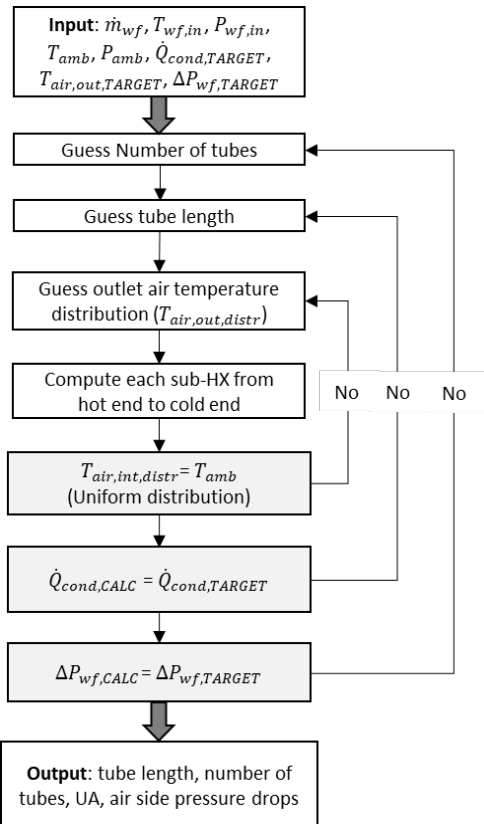 Input: ṁ_wf, T_wf,in, P_wf,in,
T_amb, P_amb, Q̇_cond,TARGET,
T_air,out,TARGET, ΔP_wf,TARGET
Guess Number of tubes
Guess tube length
Guess outlet air temperature
distribution (T_air,out,distr)
Compute each sub-HX from
hot end to cold end
No No No
T_air,int,distr= T_amb
(Uniform distribution)
Q̇_cond,CALC = Q̇_cond,TARGET
ΔP_wf,CALC = ΔP_wf,TARGET
Output: tube length, number of
tubes, UA, air side pressure drops